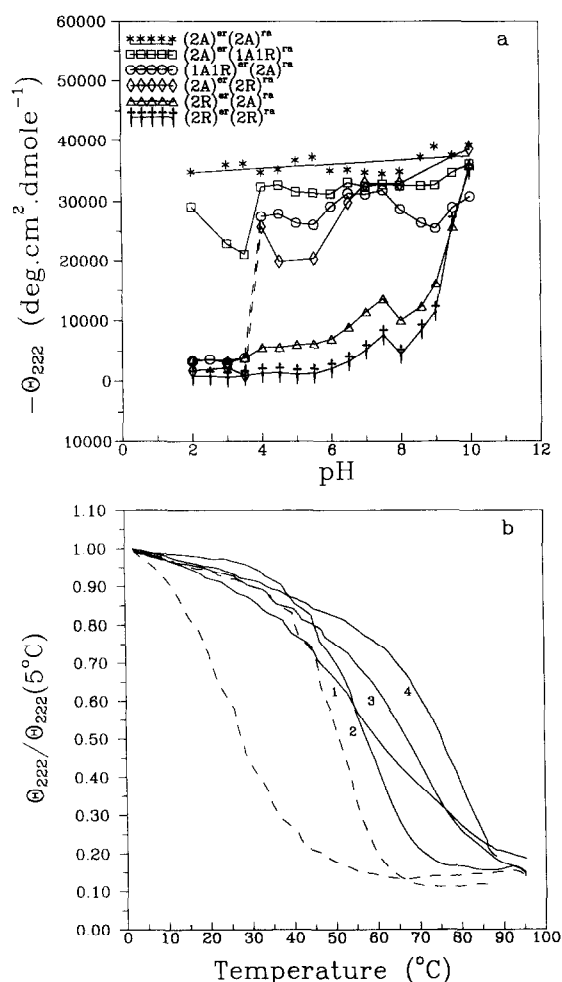 60000
50000
40000
30000
20000
10000
0
10000
−Θ222 (deg.cm².dmole⁻¹)
a
(2A)ᵉʳ(2A)ʳᵃ
(2A)ᵉʳ(1A1R)ʳᵃ
(1A1R)ᵉʳ(2A)ʳᵃ
(2A)ᵉʳ(2R)ʳᵃ
(2R)ᵉʳ(2A)ʳᵃ
(2R)ᵉʳ(2R)ʳᵃ
0 2 4 6 8 10 12
pH
1.10
1.00
0.90
0.80
0.70
0.60
0.50
0.40
0.30
0.20
0.10
0.00
Θ222/Θ222(5°C)
b
1
2
3
4
0 10 20 30 40 50 60 70 80 90 100
Temperature (°C)